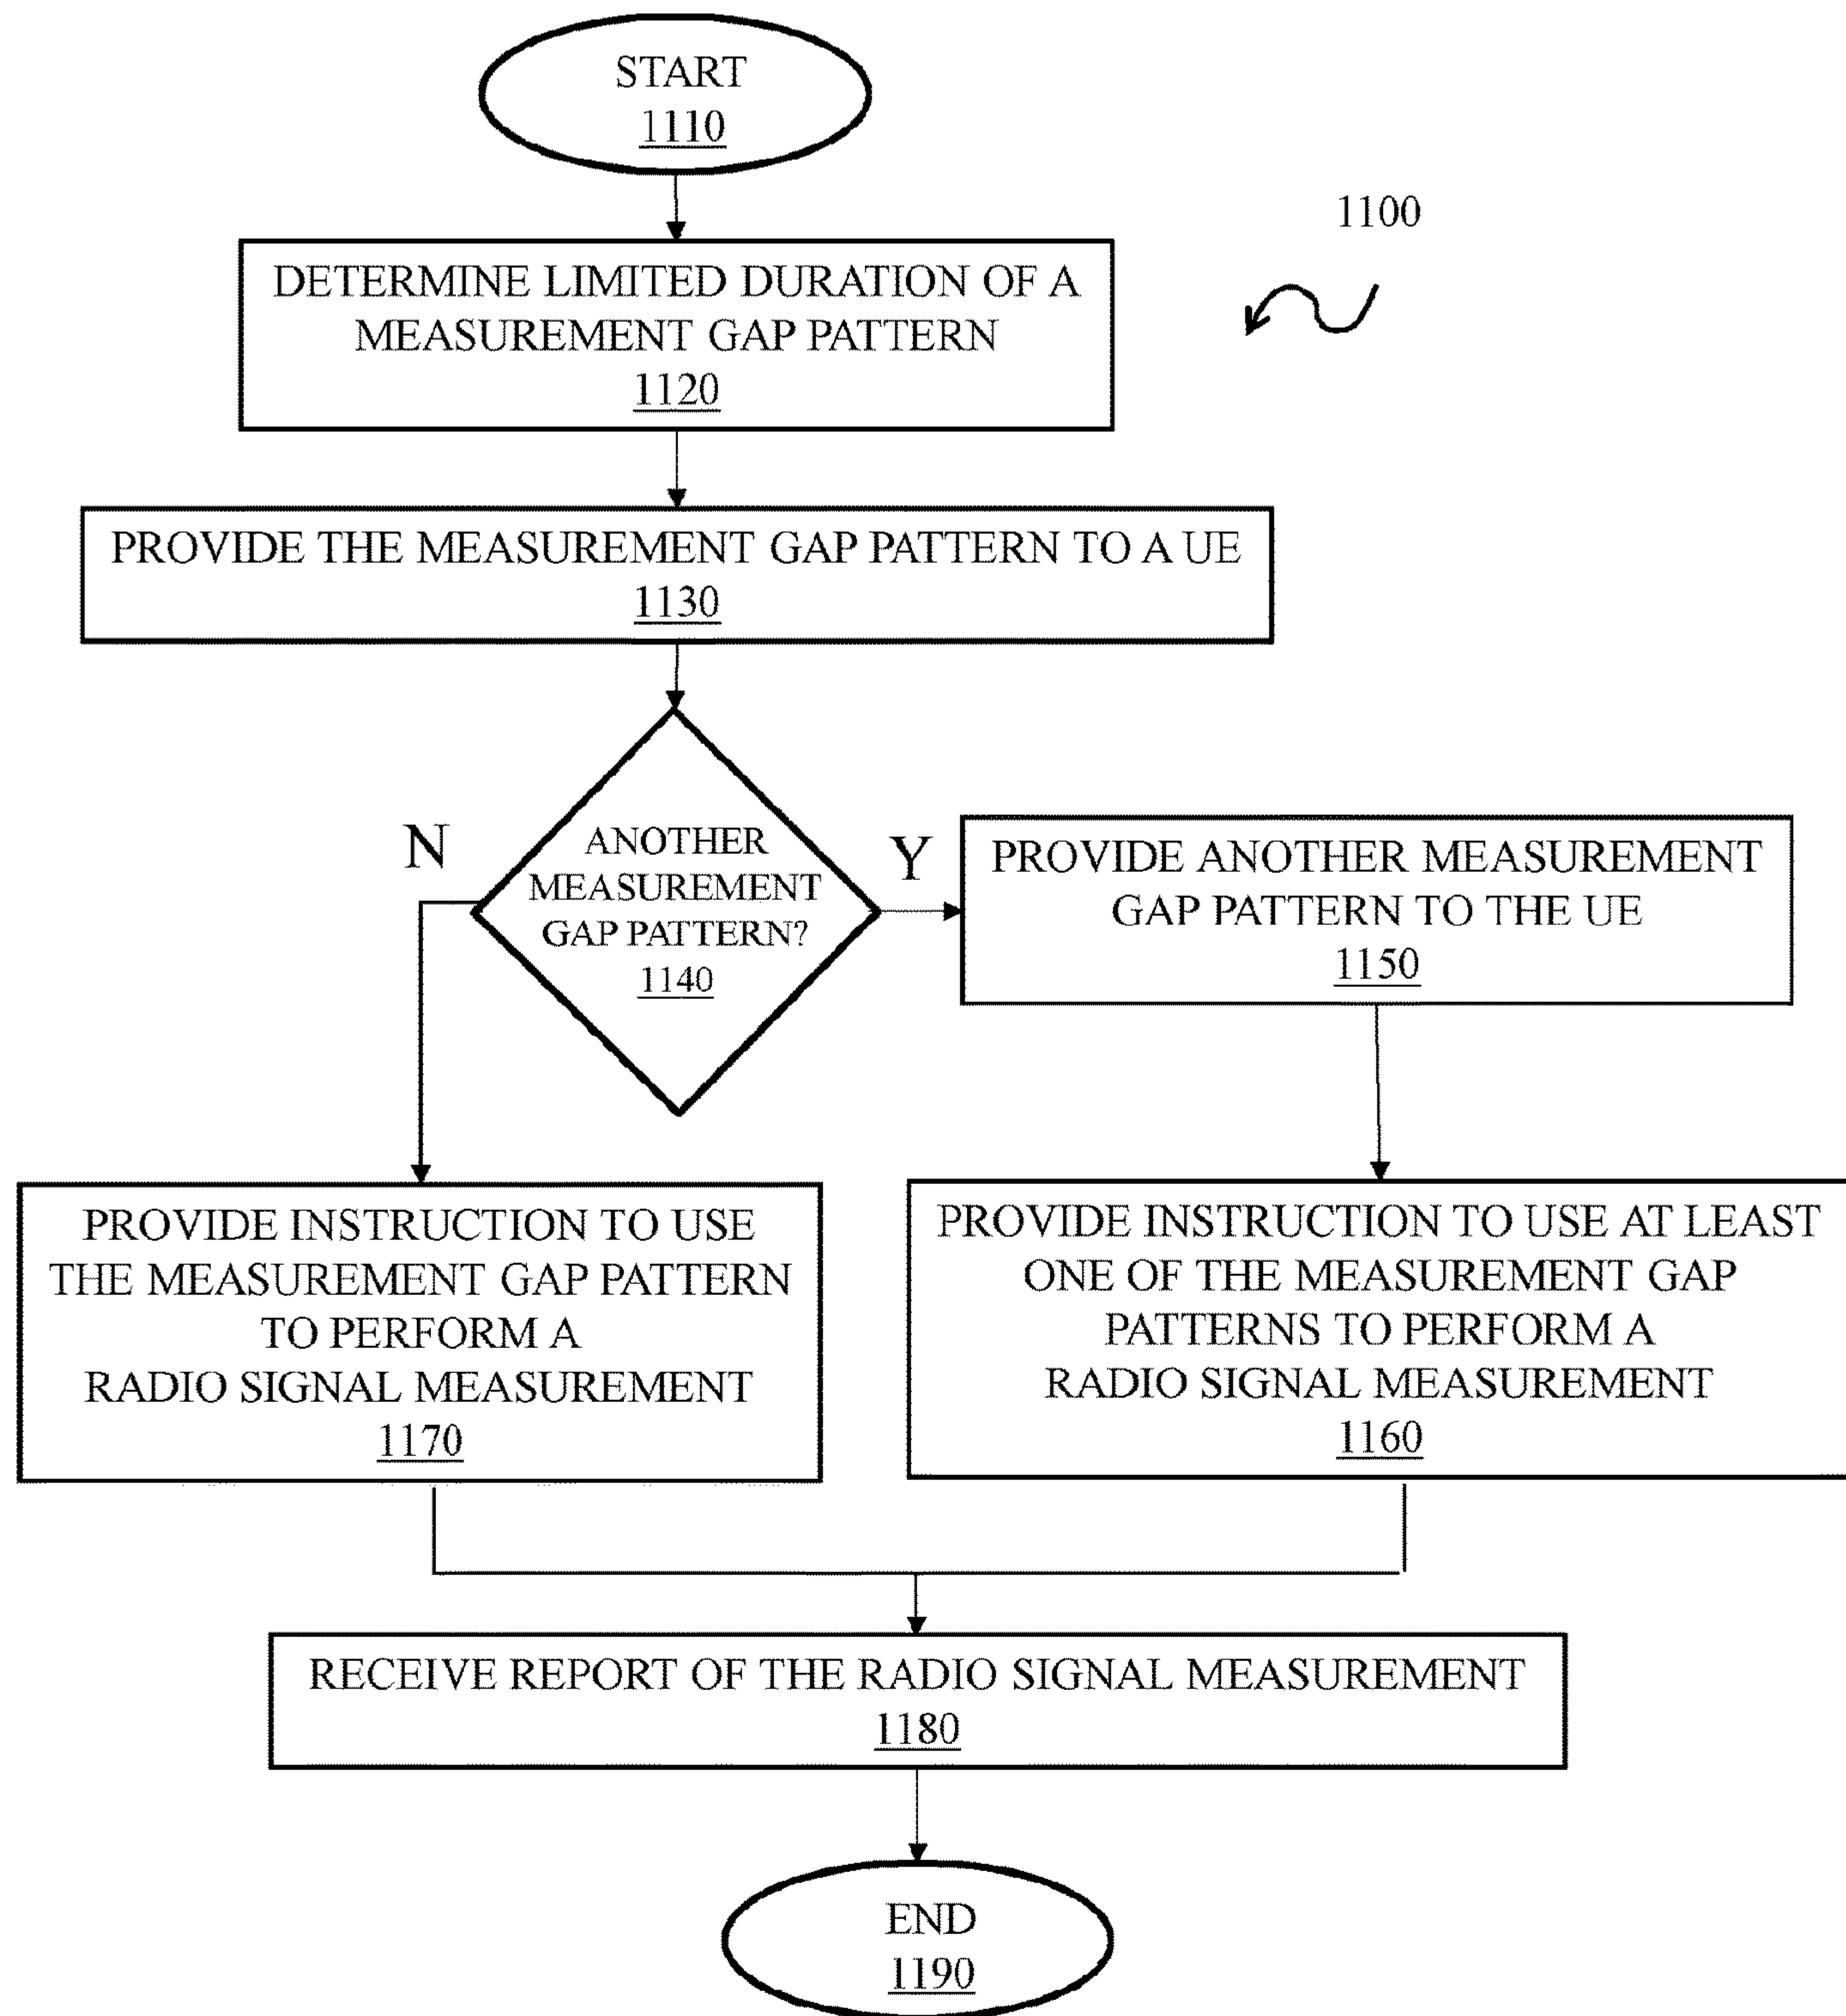 START
1110
1100
DETERMINE LIMITED DURATION OF A
MEASUREMENT GAP PATTERN
1120
PROVIDE THE MEASUREMENT GAP PATTERN TO A UE
1130
N
ANOTHER
MEASUREMENT
GAP PATTERN?
1140
Y
PROVIDE ANOTHER MEASUREMENT
GAP PATTERN TO THE UE
1150
PROVIDE INSTRUCTION TO USE
THE MEASUREMENT GAP PATTERN
TO PERFORM A
RADIO SIGNAL MEASUREMENT
1170
PROVIDE INSTRUCTION TO USE AT LEAST
ONE OF THE MEASUREMENT GAP
PATTERNS TO PERFORM A
RADIO SIGNAL MEASUREMENT
1160
RECEIVE REPORT OF THE RADIO SIGNAL MEASUREMENT
1180
END
1190